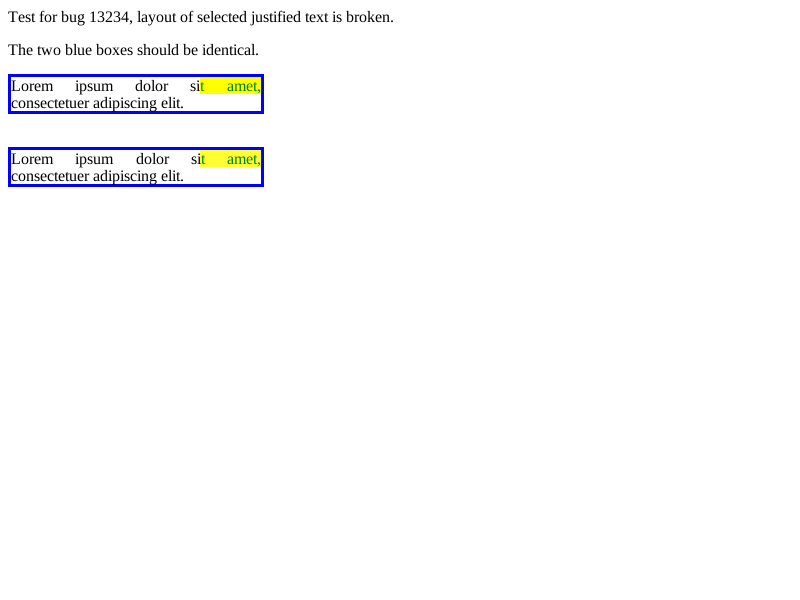 Test for bug 13234, layout of selected justified text is broken.
The two blue boxes should be identical.
Lorem ipsum dolor sit amet,
consectetuer adipiscing elit.
Lorem ipsum dolor sit amet,
consectetuer adipiscing elit.